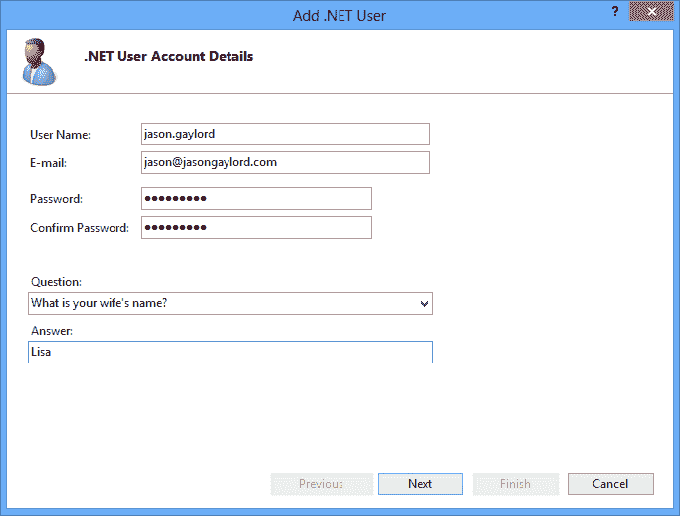 Add .NET User
?
.NET User Account Details
User Name: jason.gaylord
E-mail: jason@jasongaylord.com
Password: ●●●●●●●●●
Confirm Password: ●●●●●●●●●
Question:
What is your wife's name?
Answer:
Lisa
Previous Next Finish Cancel